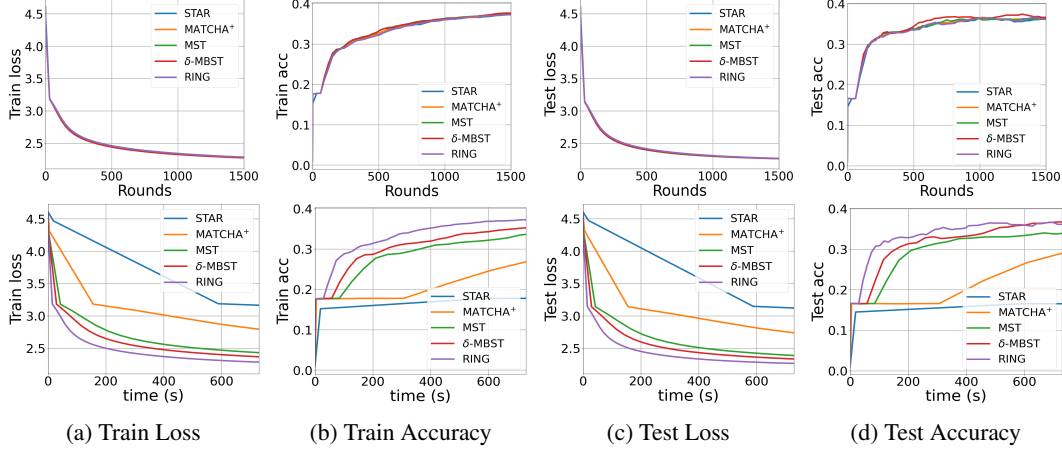 4.5
4.0
3.5
3.0
2.5
Train loss
STAR
MATCHA⁺
MST
δ-MBST
RING
0 500 1000 1500
Rounds
0.4
0.3
0.2
0.1
0.0
Train acc
STAR
MATCHA⁺
MST
δ-MBST
RING
0 500 1000 1500
Rounds
4.5
4.0
3.5
3.0
2.5
Test loss
STAR
MATCHA⁺
MST
δ-MBST
RING
0 500 1000 1500
Rounds
0.4
0.3
0.2
0.1
0.0
Test acc
STAR
MATCHA⁺
MST
δ-MBST
RING
0 500 1000 1500
Rounds
4.5
4.0
3.5
3.0
2.5
Train loss
STAR
MATCHA⁺
MST
δ-MBST
RING
0 200 400 600
time (s)
0.4
0.3
0.2
0.1
0.0
Train acc
STAR
MATCHA⁺
MST
δ-MBST
RING
0 200 400 600
time (s)
4.5
4.0
3.5
3.0
2.5
Test loss
STAR
MATCHA⁺
MST
δ-MBST
RING
0 200 400 600
time (s)
0.4
0.3
0.2
0.1
0.0
Test acc
STAR
MATCHA⁺
MST
δ-MBST
RING
0 200 400 600
time (s)
(a) Train Loss
(b) Train Accuracy
(c) Test Loss
(d) Test Accuracy